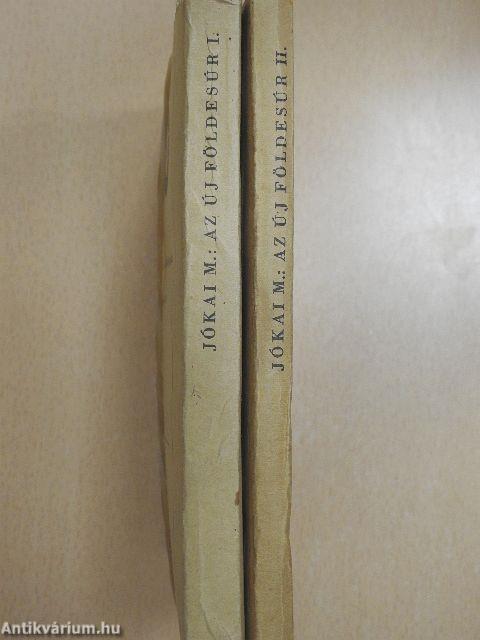 JÓKAI M.: AZ ÚJ FÖLDESÚR I.
JÓKAI M.: AZ ÚJ FÖLDESÚR II.
Antikvárium.hu